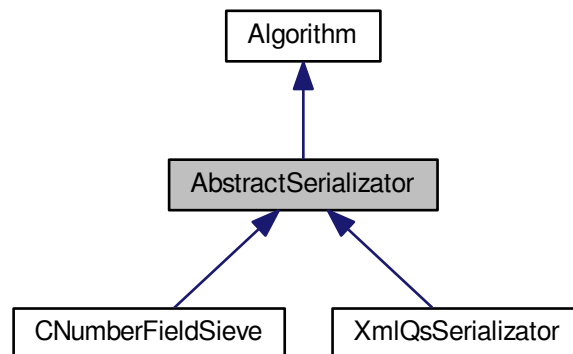 Algorithm
AbstractSerializator
CNumberFieldSieve XmlQsSerializator